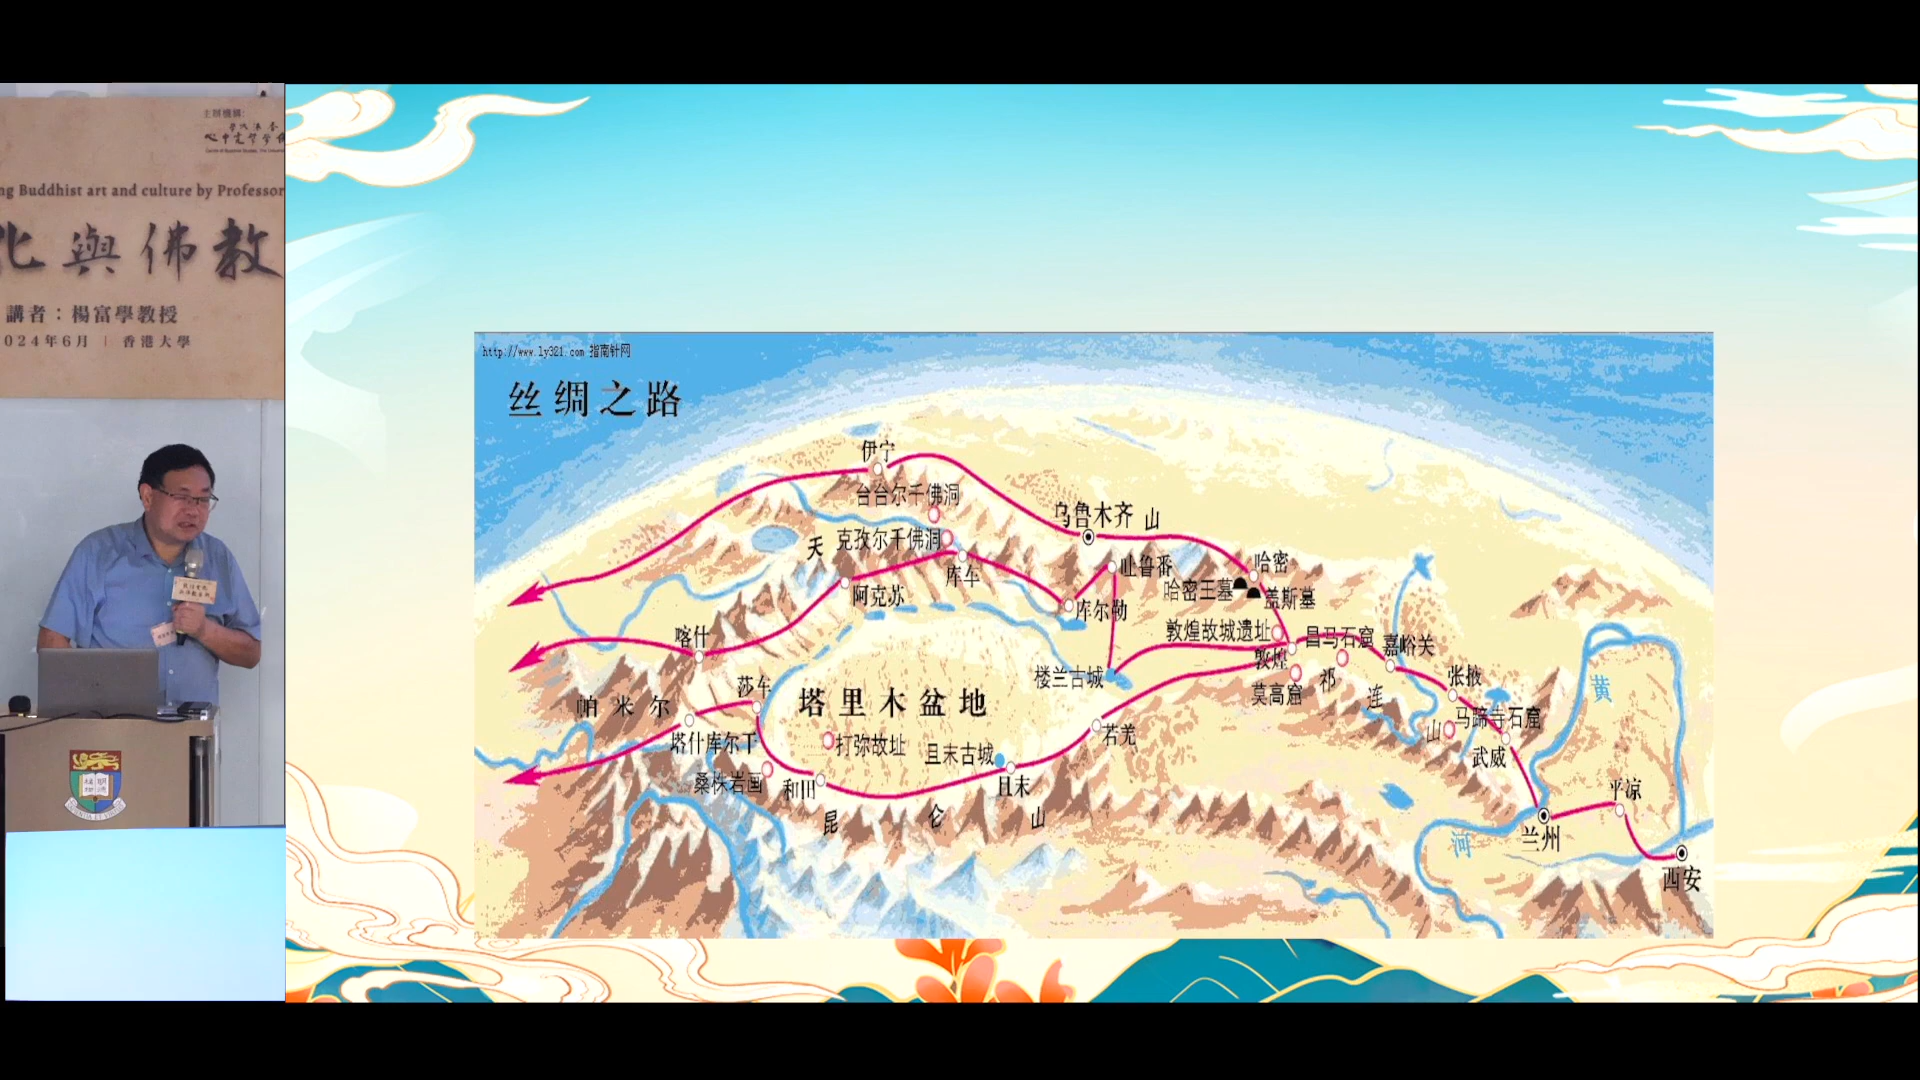 主辦機構:
ng Buddhist art and culture by Professor
化與佛教
講者：楊富學教授
024年6月 | 香港大學
http://www.ly321.com 指南针网
丝绸之路
伊宁
台台尔千佛洞
乌鲁木齐
山
克孜尔千佛洞
天
库车
吐鲁番
哈密
哈密王墓
盖斯墓
阿克苏
库尔勒
敦煌故城遗址
昌马石窟
嘉峪关
喀什
敦煌
楼兰古城
莫高窟
祁
连
山
张掖
黄
莎车
塔里木盆地
帕米尔
马蹄寺石窟
塔什库尔干
打弥故址
且末古城
若羌
武威
桑株岩画
和田
且末
平凉
昆
仑
山
兰州
河
西安